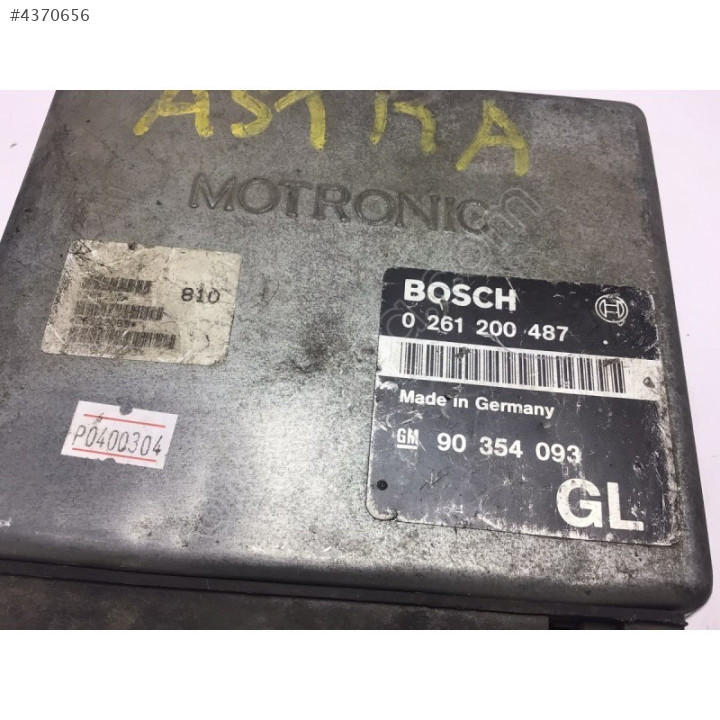 #4370656
ASTRA
MOTRONIC
810
BOSCH
0 261 200 487
Made in Germany
GM 90 354 093
GL
P0400304